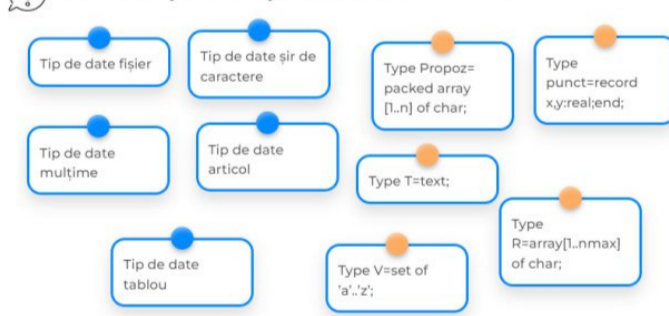 Tip de date fișier
Tip de date șir de
caractere
Type Propoz=
packed array
[1..n] of char;
Type
punct=record
x,y:real;end;
Tip de date
mulțime
Tip de date
articol
Type T=text;
Type
R=array[1..nmax]
of char;
Tip de date
tablou
Type V=set of
'a'..'z';